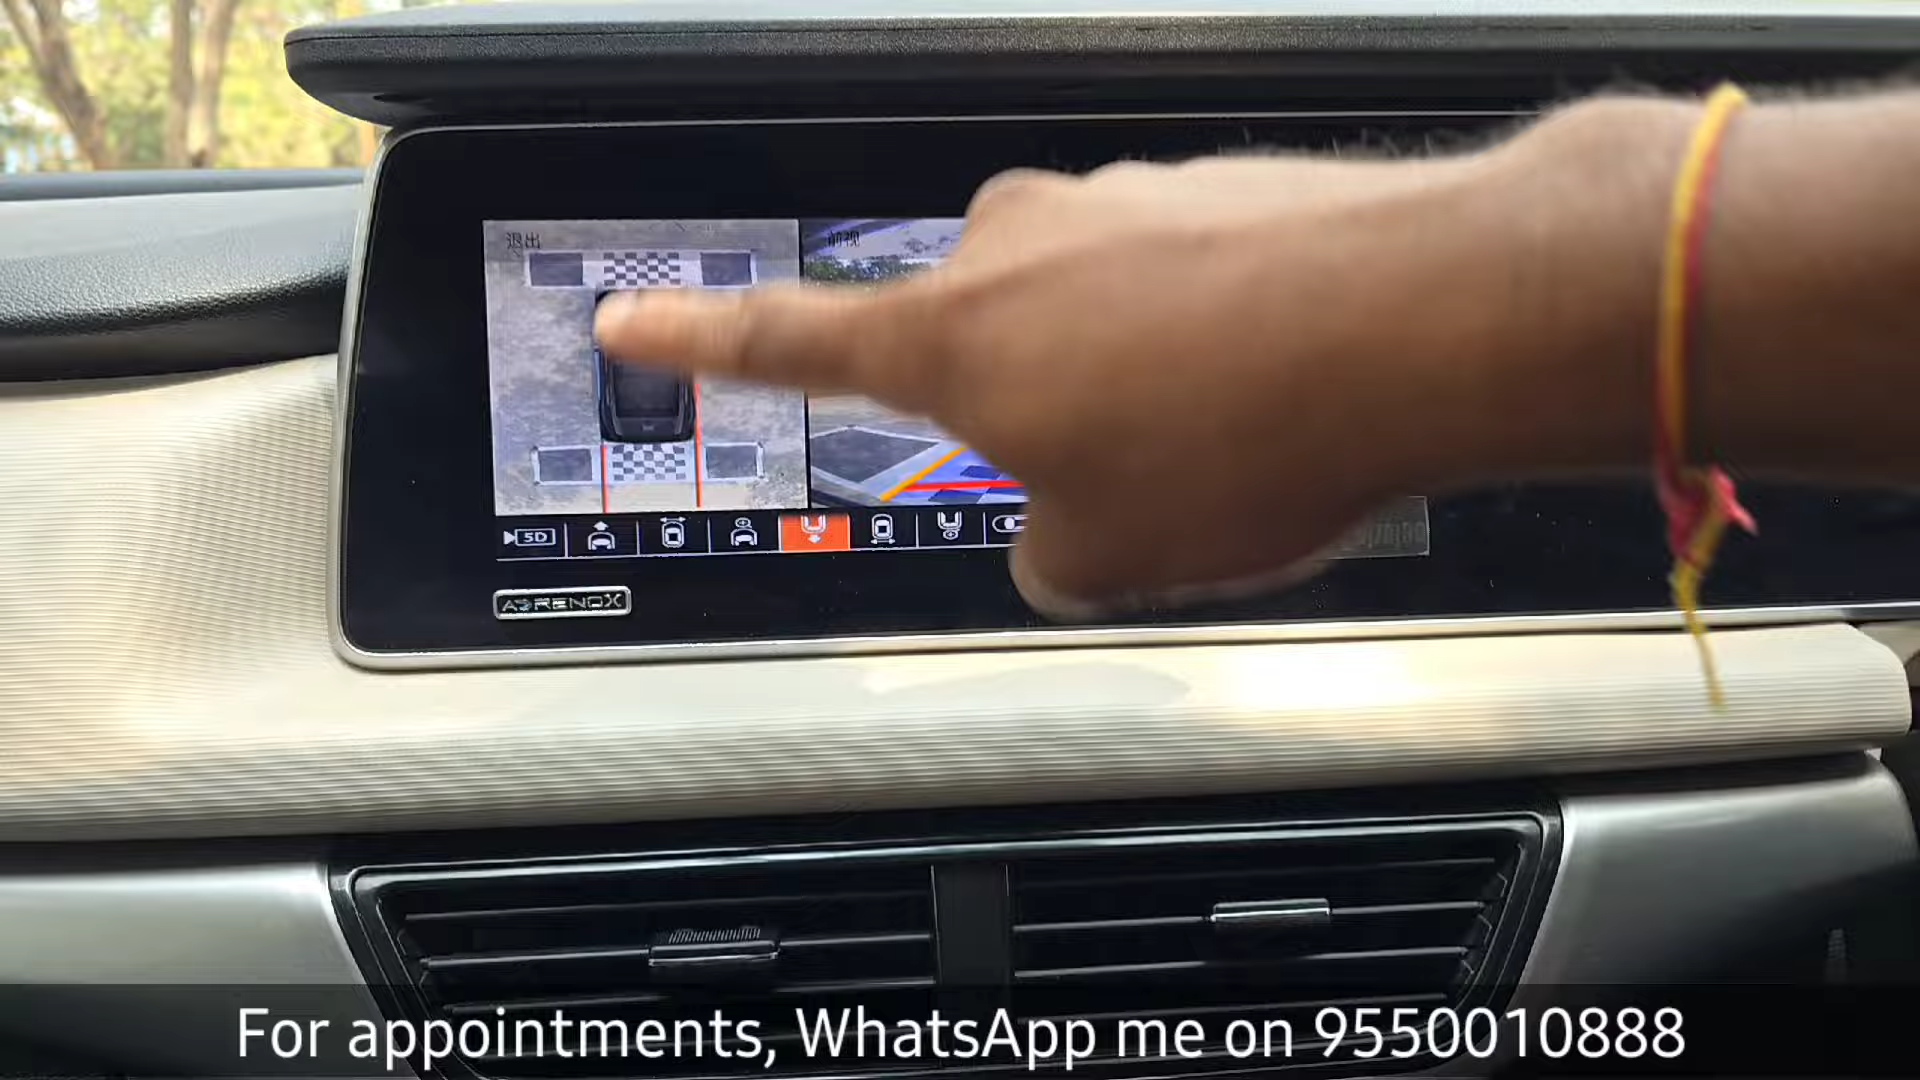 退出
前视
5D
ADRENOX
For appointments, WhatsApp me on 9550010888